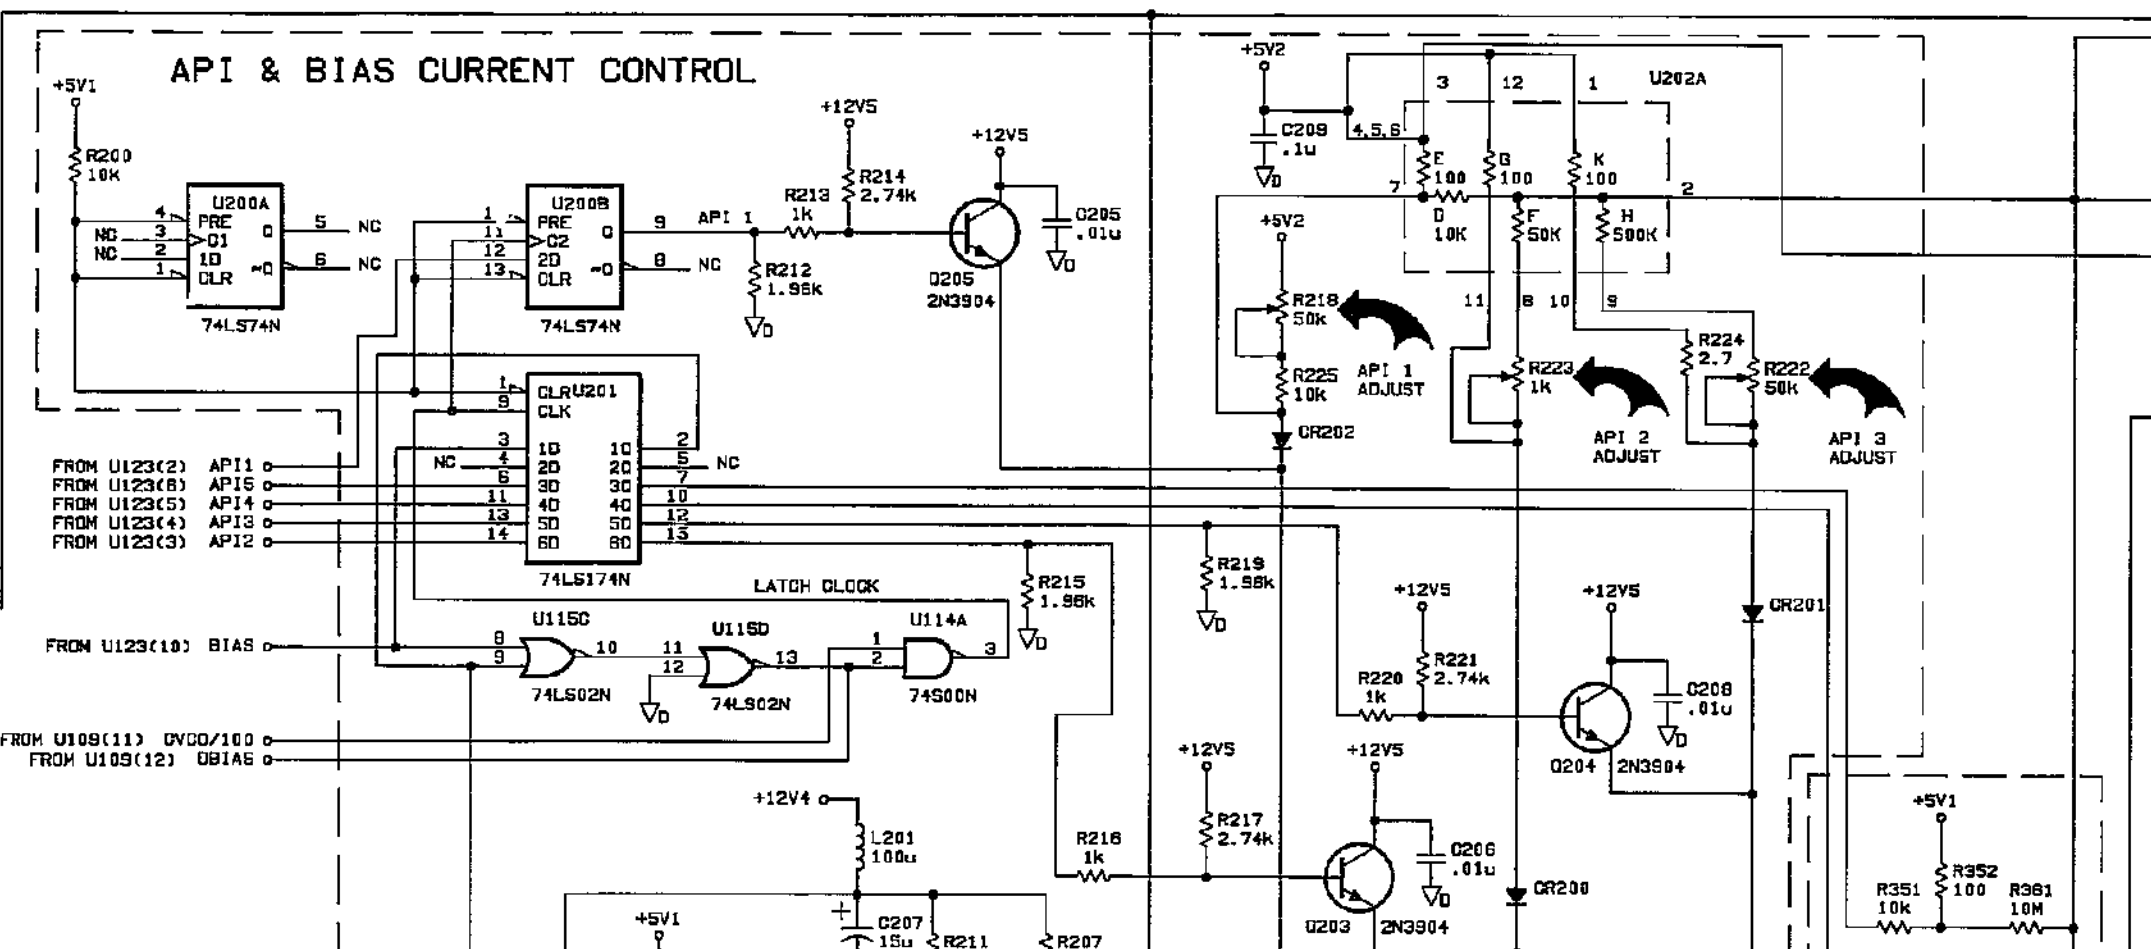 API & BIAS CURRENT CONTROL
+5V1
R200
10K
U200A
4 PRE Q 5 NC
NC 3 C1
NC 2 1D
1 CLR ~Q 6 NC
74LS74N
U200B
1 PRE Q 9
11 C2
12 2D
13 CLR ~Q 8 NC
74LS74N
API 1
R212
1.96K
D
R213
1k
+12V5
R214
2.74k
+12V5
Q205
2N3904
C205
.01u
D
+5V2
C209
.1u
D
4,5,6
3
12
1
U202A
E
100
G
100
K
100
7
2
D
10K
F
50K
H
500K
11
8
10
9
+5V2
R218
50k
R225
10k
CR202
API 1
ADJUST
R223
1k
API 2
ADJUST
R224
2.7
R222
50k
API 3
ADJUST
U201
1 CLR
9 CLK
3 1D 1Q 2
NC 4 2D 2Q 5 NC
6 3D 3Q 7
11 4D 4Q 10
13 5D 5Q 12
14 6D 6Q 15
74LS174N
FROM U123(2) API1
FROM U123(6) API5
FROM U123(5) API4
FROM U123(4) API3
FROM U123(3) API2
LATCH CLOCK
R215
1.96k
D
R219
1.96k
D
FROM U123(10) BIAS
U115C
8
9
10
74LS02N
U115D
11
12
13
74LS02N
D
U114A
1
2
3
74S00N
FROM U109(11) OVCO/100
FROM U109(12) OBIAS
+12V5
R221
2.74k
R220
1k
+12V5
Q204 2N3904
C208
.01u
D
CR201
+12V4
L201
100u
+
C207
15u
R211
R207
+5V1
R216
1k
+12V5
R217
2.74k
+12V5
Q203 2N3904
C206
.01u
D
CR200
+5V1
R352
100
R351
10k
R361
10M